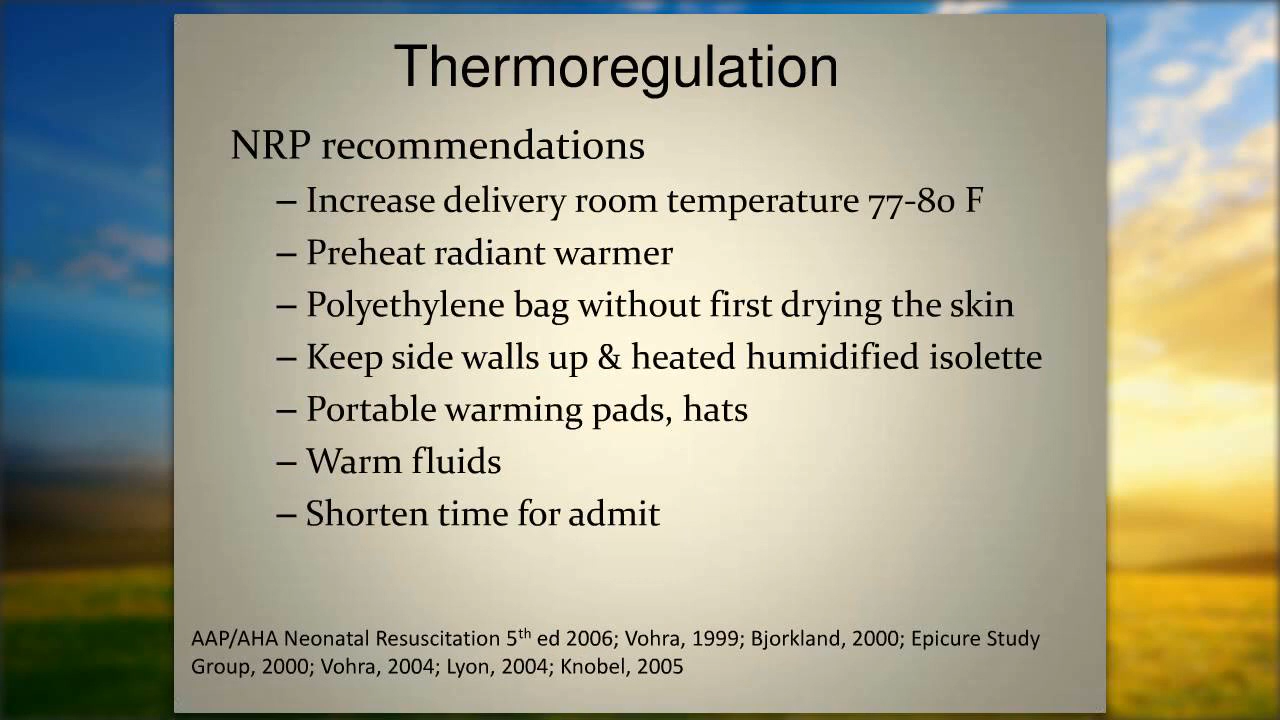 Thermoregulation
NRP recommendations
– Increase delivery room temperature 77-80 F
– Preheat radiant warmer
– Polyethylene bag without first drying the skin
– Keep side walls up & heated humidified isolette
– Portable warming pads, hats
– Warm fluids
– Shorten time for admit
AAP/AHA Neonatal Resuscitation 5th ed 2006; Vohra, 1999; Bjorkland, 2000; Epicure Study
Group, 2000; Vohra, 2004; Lyon, 2004; Knobel, 2005